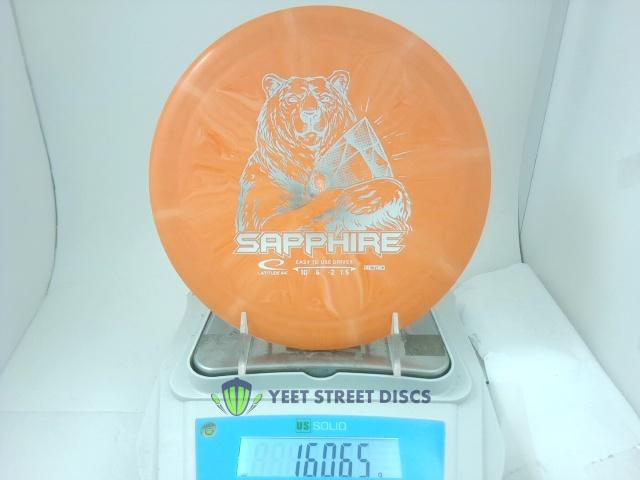 SAPPHIRE
EASY TO USE DRIVER
LATITUDE 64° 10 6 -2 1.5 RETRO
YEET STREET DISCS
US SOLID
160.65 g